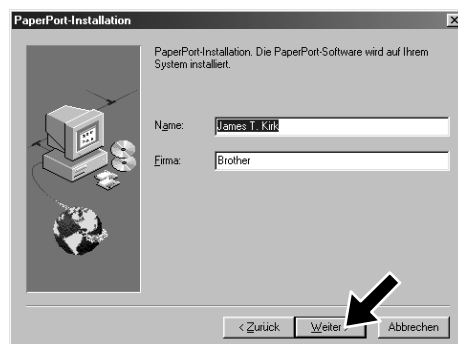 PaperPort-Installation
PaperPort-Installation. Die PaperPort-Software wird auf Ihrem
System installiert.
Name: James T. Kirk
Firma: Brother
< Zurück Weiter > Abbrechen